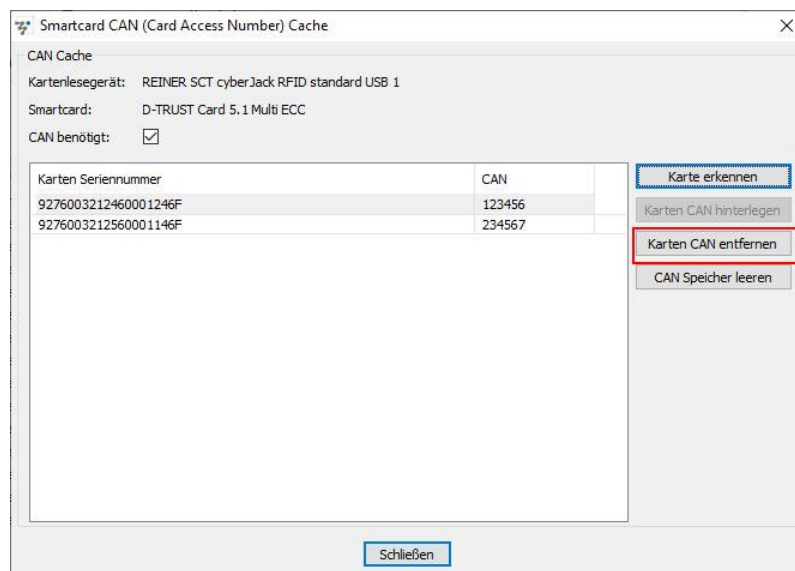 Smartcard CAN (Card Access Number) Cache
CAN Cache
Kartenlesegerät: REINER SCT cyberJack RFID standard USB 1
Smartcard: D-TRUST Card 5.1 Multi ECC
CAN benötigt:
Karten Seriennummer CAN
9276003212460001246F 123456
9276003212560001146F 234567
Karte erkennen
Karten CAN hinterlegen
Karten CAN entfernen
CAN Speicher leeren
Schließen